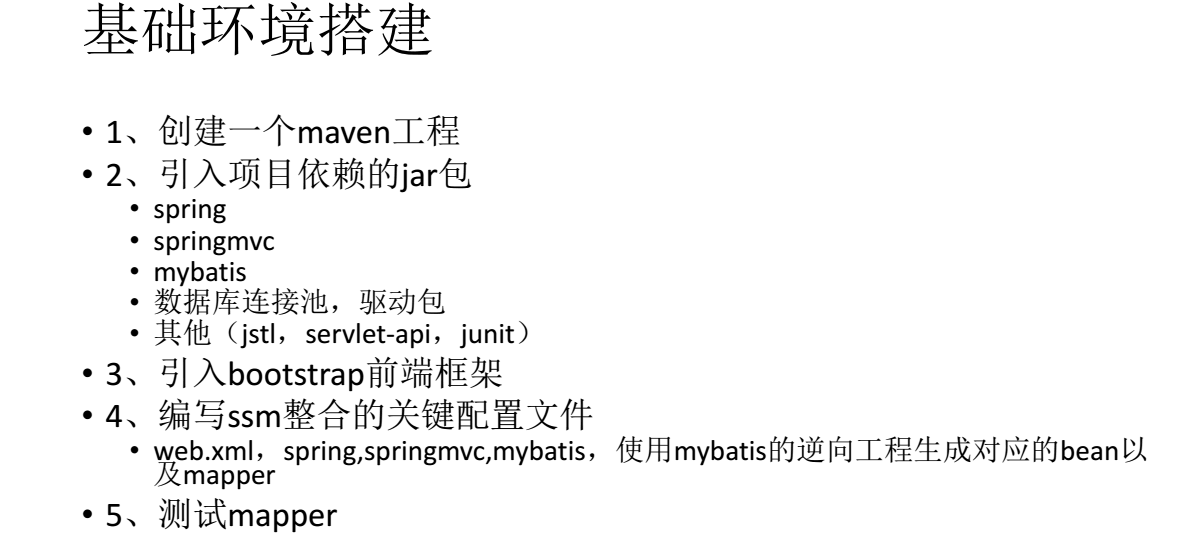 基础环境搭建
• 1、创建一个maven工程
• 2、引入项目依赖的jar包
• spring
• springmvc
• mybatis
• 数据库连接池，驱动包
• 其他（jstl，servlet-api，junit）
• 3、引入bootstrap前端框架
• 4、编写ssm整合的关键配置文件
• web.xml，spring,springmvc,mybatis，使用mybatis的逆向工程生成对应的bean以
及mapper
• 5、测试mapper